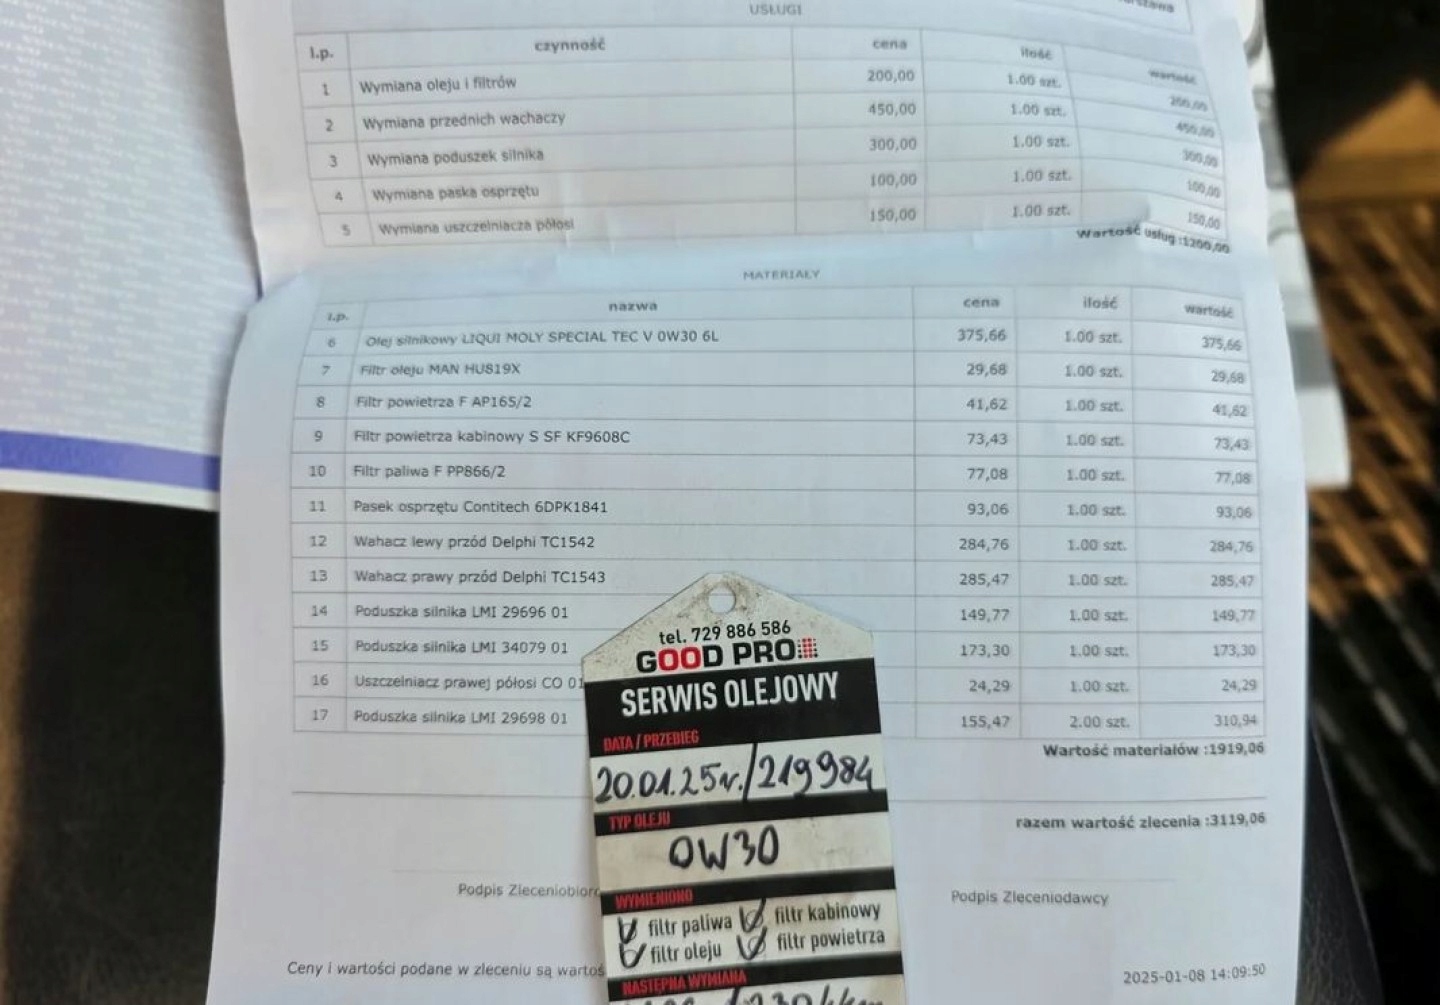 USŁUGI
l.p. czynność cena ilość wartość
1 Wymiana oleju i filtrów 200,00 1.00 szt. 200,00
2 Wymiana przednich wachaczy 450,00 1.00 szt. 450,00
3 Wymiana poduszek silnika 300,00 1.00 szt. 300,00
4 Wymiana paska osprzętu 100,00 1.00 szt. 100,00
5 Wymiana uszczelniacza półosi 150,00 1.00 szt. 150,00
Wartość usług :1200,00
MATERIAŁY
l.p. nazwa cena ilość wartość
6 Olej silnikowy LIQUI MOLY SPECIAL TEC V 0W30 6L 375,66 1.00 szt. 375,66
7 Filtr oleju MAN HU819X 29,68 1.00 szt. 29,68
8 Filtr powietrza F AP165/2 41,62 1.00 szt. 41,62
9 Filtr powietrza kabinowy S SF KF9608C 73,43 1.00 szt. 73,43
10 Filtr paliwa F PP866/2 77,08 1.00 szt. 77,08
11 Pasek osprzętu Contitech 6DPK1841 93,06 1.00 szt. 93,06
12 Wahacz lewy przód Delphi TC1542 284,76 1.00 szt. 284,76
13 Wahacz prawy przód Delphi TC1543 285,47 1.00 szt. 285,47
14 Poduszka silnika LMI 29696 01 149,77 1.00 szt. 149,77
15 Poduszka silnika LMI 34079 01 173,30 1.00 szt. 173,30
16 Uszczelniacz prawej półosi CO 01 24,29 1.00 szt. 24,29
17 Poduszka silnika LMI 29698 01 155,47 2.00 szt. 310,94
Wartość materiałów :1919,06
razem wartość zlecenia :3119,06
Podpis Zleceniobiorc
Podpis Zleceniodawcy
Ceny i wartości podane w zleceniu są wartoś
2025-01-08 14:09:50
tel. 729 886 586
GOOD PRO
SERWIS OLEJOWY
DATA / PRZEBIEG
20.01.25r./219984
TYP OLEJU
0W30
WYMIENIONO
filtr paliwa filtr kabinowy
filtr oleju filtr powietrza
NASTĘPNA WYMIANA